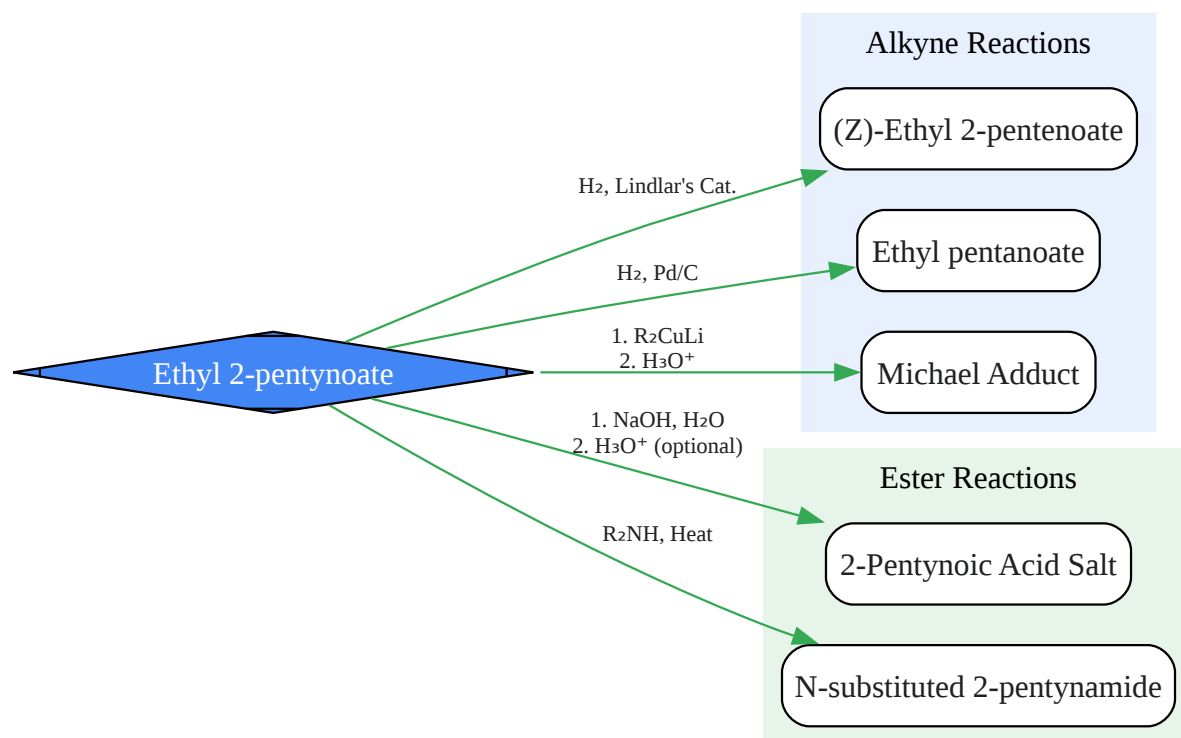 Alkyne Reactions
(Z)-Ethyl 2-pentenoate
H₂, Lindlar's Cat.
Ethyl pentanoate
H₂, Pd/C
1. R₂CuLi
2. H₃O⁺
Ethyl 2-pentynoate
Michael Adduct
1. NaOH, H₂O
2. H₃O⁺ (optional)
Ester Reactions
R₂NH, Heat
2-Pentynoic Acid Salt
N-substituted 2-pentynamide